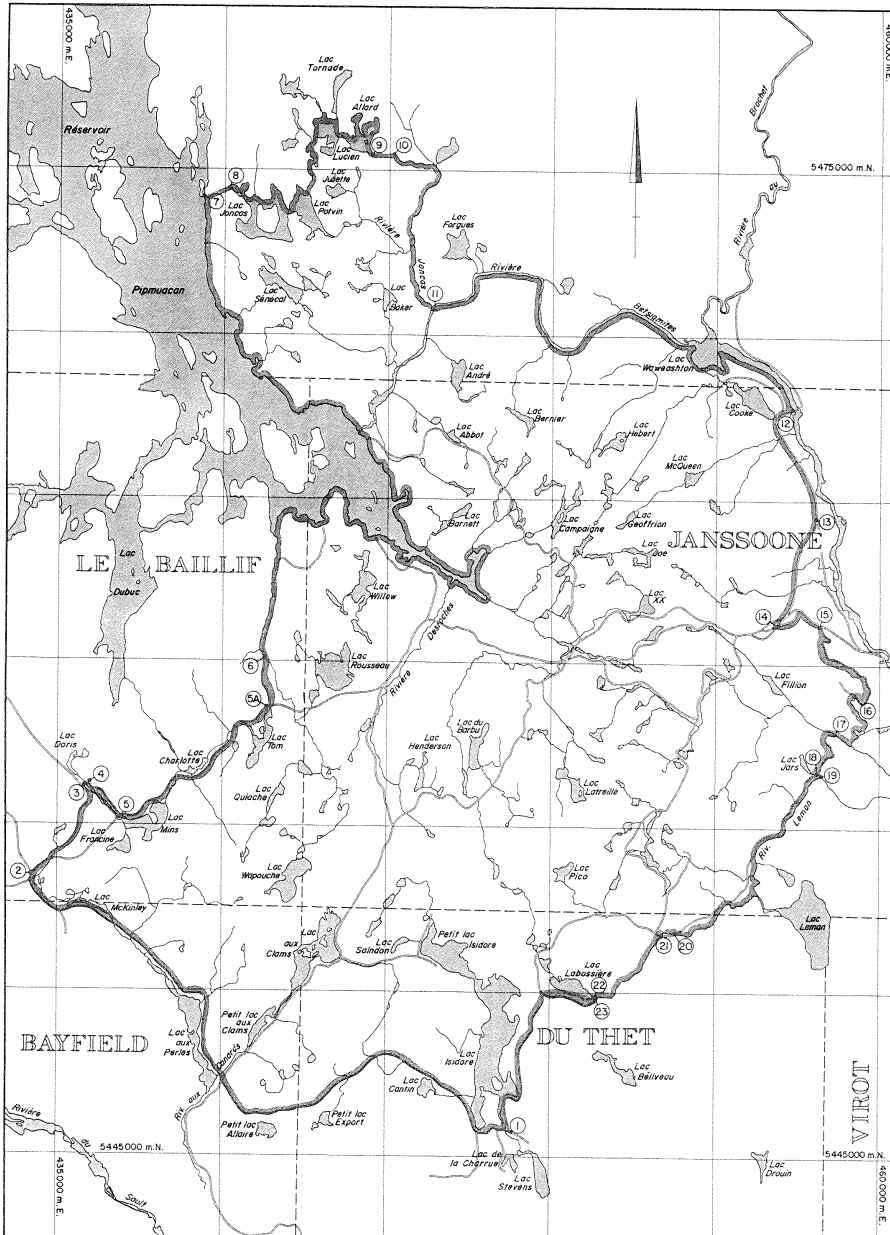 435000 m.E.
460000 m.E.
Lac
Tornade
Lac
Allard
Brochet
Réservoir
9
10
Lac
Lucien
5475000 m.N.
8
Lac
Juliette
7
Lac
Joncas
Lac
Potvin
Rivière
Lac
Forgues
Rivière du
Joncas
Rivière
Pipmuacan
Lac
Sénécal
Lac
Baker
11
Betsiamites
Lac
Waweashton
Lac
André
Lac
Cooke
Lac
Bernier
12
Lac
Abbot
Lac
Hébert
Lac
McQueen
Lac
Barnett
Lac
Campaigne
Lac
Geoffrion
13
LE BAILLIF
JANSSOONE
Lac
Joe
Lac
Dubuc
Lac
Willow
Lac
XX
Desroches
14
15
6
Lac
Rousseau
Rivière
Lac
Fillion
5A
16
Lac
Doris
Lac
Tom
Lac du
Barbu
17
Lac
Charlotte
Lac
Henderson
18
Lac
Jars
19
4
3
Lac
Quiache
Lac
Latreille
5
Lac
Mins
Leman
Lac
Francine
Riv.
2
Lac
Wapouche
Lac
Pico
Lac
McKinley
Lac
Leman
Lac
aux
Clams
Lac
Saindon
Petit lac
Isidore
21
20
Lac
Labossière
22
23
Petit lac
aux
Clams
BAYFIELD
Lac
aux
Perles
DU THET
Lac
Isidore
Canards
Lac
Béliveau
Lac
Cantin
Riv. aux
VIROT
Petit lac
Export
Petit lac
Allaire
1
Rivière
du
Sault
5445000 m.N.
5445000 m.N.
Lac de
la Charrue
Lac
Stevens
Lac
Drouin
435000 m.E.
460000 m.E.